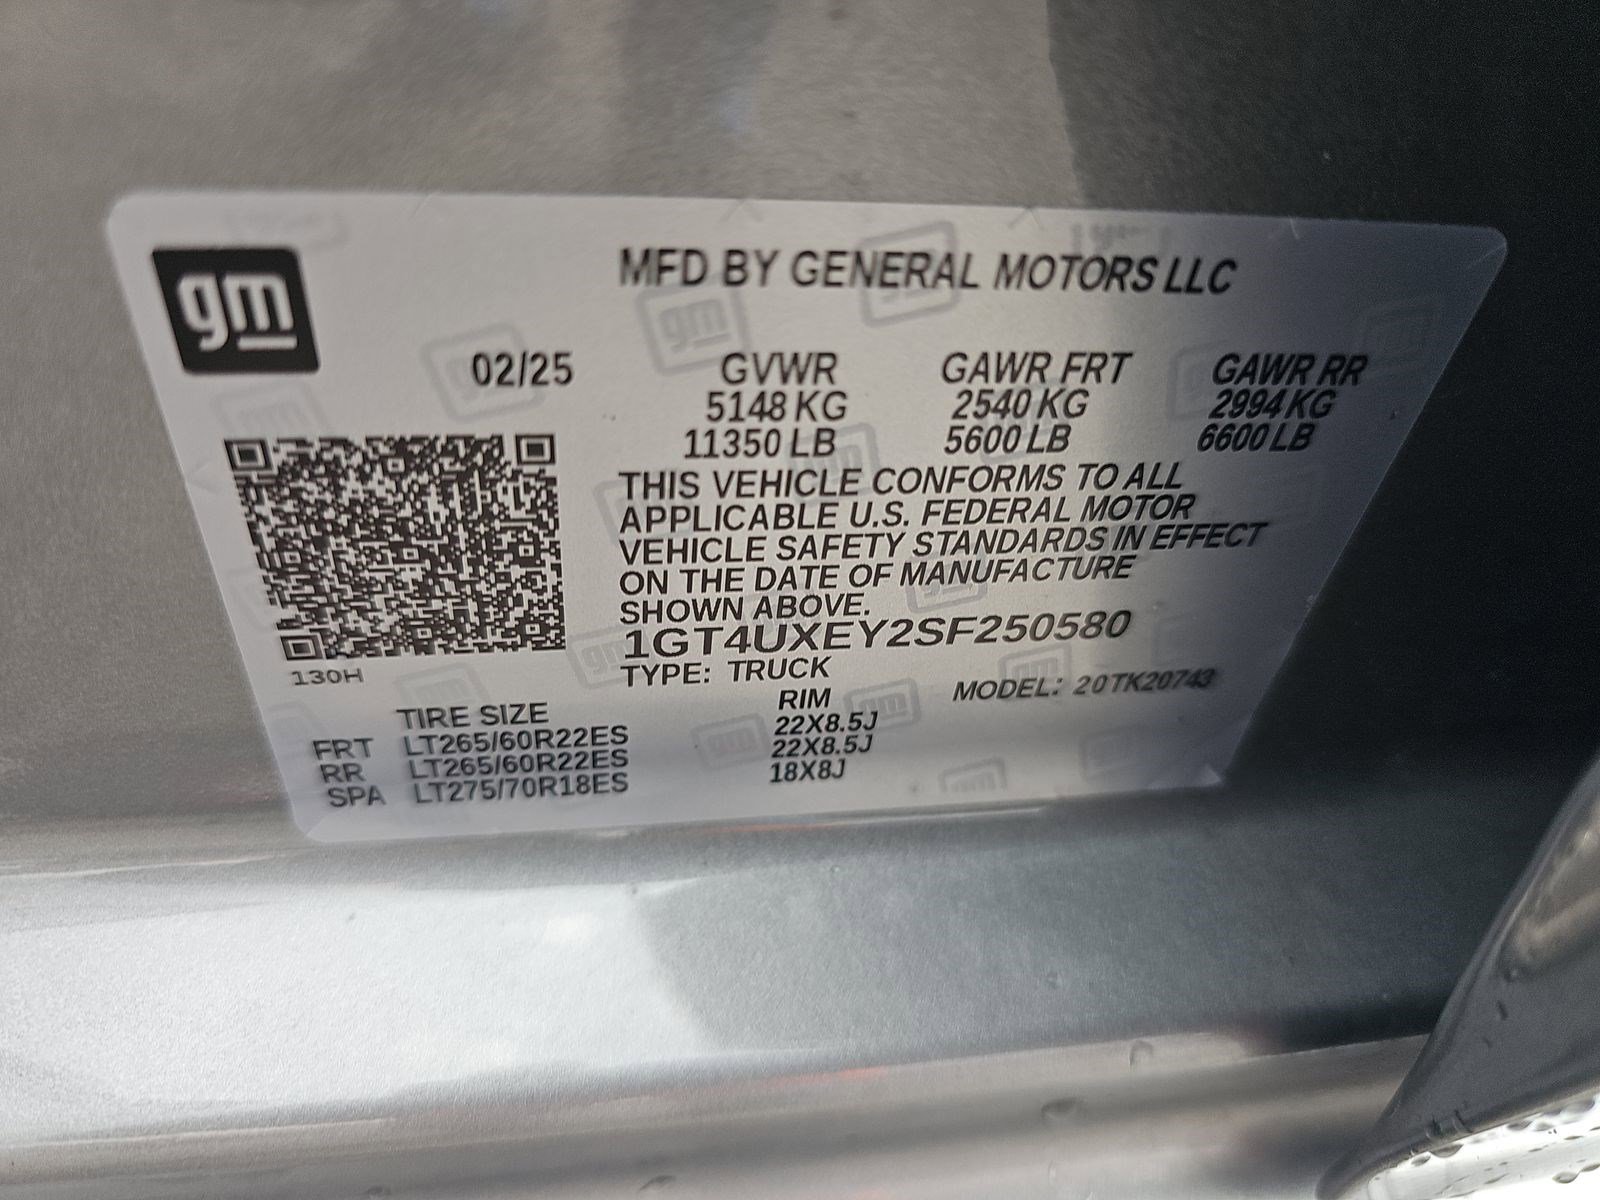 gm
MFD BY GENERAL MOTORS LLC
02/25 GVWR GAWR FRT GAWR RR
5148 KG 2540 KG 2994 KG
11350 LB 5600 LB 6600 LB
THIS VEHICLE CONFORMS TO ALL
APPLICABLE U.S. FEDERAL MOTOR
VEHICLE SAFETY STANDARDS IN EFFECT
ON THE DATE OF MANUFACTURE
SHOWN ABOVE.
1GT4UXEY2SF250580
130H
TYPE: TRUCK
MODEL: 20TK20743
TIRE SIZE RIM
FRT LT265/60R22ES 22X8.5J
RR LT265/60R22ES 22X8.5J
SPA LT275/70R18ES 18X8J